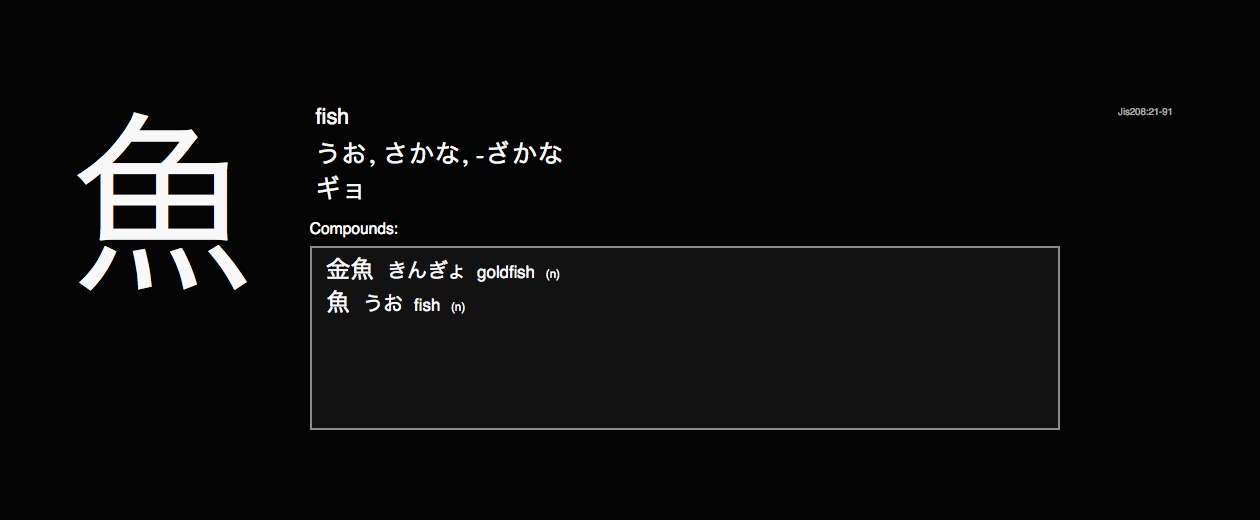 魚
fish
うお, さかな, -ざかな
ギョ
Jis208:21-91
Compounds:
金魚 きんぎょ goldfish (n)
魚 うお fish (n)